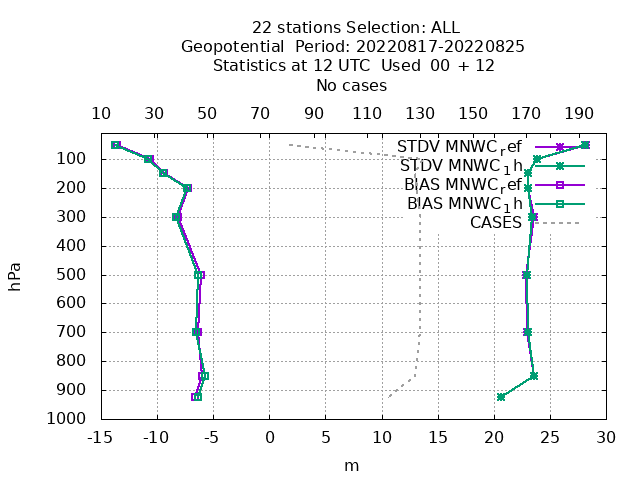 22 stations Selection: ALL
Geopotential  Period: 20220817-20220825
Statistics at 12 UTC  Used  00 + 12
No cases
10 30 50 70 90 110 130 150 170 190
STDV MNWC_ref
STDV MNWC_1h
BIAS MNWC_ref
BIAS MNWC_1h
CASES
100
200
300
400
500
600
700
800
900
1000
hPa
-15 -10 -5 0 5 10 15 20 25 30
m